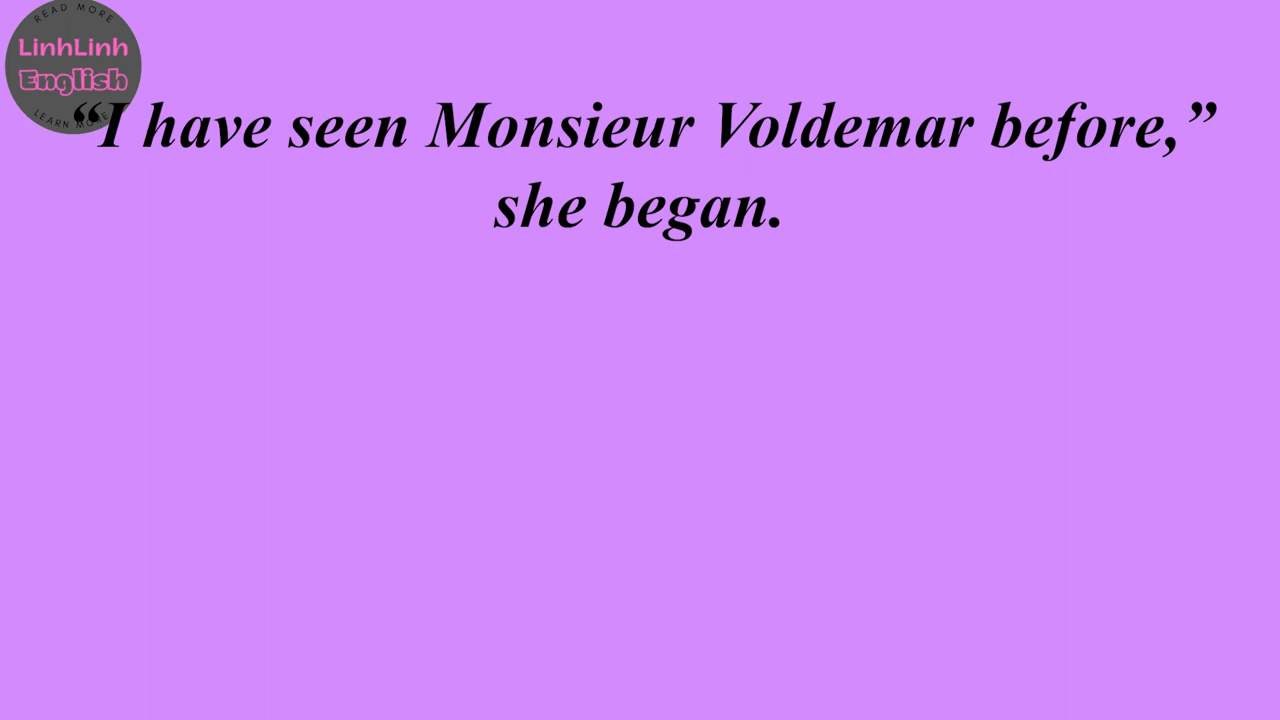 READ MORE
LinhLinh
English
LEARN MORE
“I have seen Monsieur Voldemar before,”
she began.